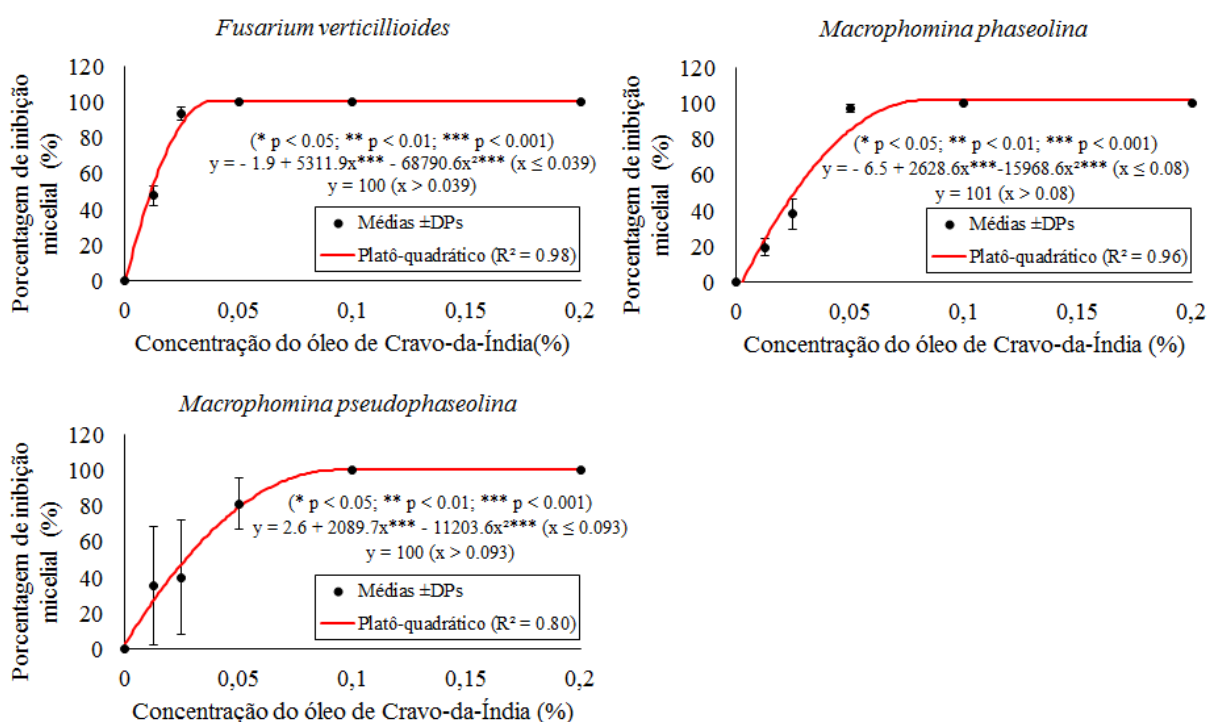 Fusarium verticillioides
Porcentagem de inibição
micelial (%)
120
100
80
60
40
20
0
(* p < 0.05; ** p < 0.01; *** p < 0.001)
y = - 1.9 + 5311.9x*** - 68790.6x²*** (x ≤ 0.039)
y = 100 (x > 0.039)
Médias ±DPs
Platô-quadrático (R² = 0.98)
0 0,05 0,1 0,15 0,2
Concentração do óleo de Cravo-da-Índia(%)
Macrophomina phaseolina
Porcentagem de inibição
micelial (%)
120
100
80
60
40
20
0
(* p < 0.05; ** p < 0.01; *** p < 0.001)
y = - 6.5 + 2628.6x***-15968.6x²*** (x ≤ 0.08)
y = 101 (x > 0.08)
Médias ±DPs
Platô-quadrático (R² = 0.96)
0 0,05 0,1 0,15 0,2
Concentração do óleo de Cravo-da-Índia (%)
Macrophomina pseudophaseolina
Porcentagem de inibição
micelial (%)
120
100
80
60
40
20
0
(* p < 0.05; ** p < 0.01; *** p < 0.001)
y = 2.6 + 2089.7x*** - 11203.6x²*** (x ≤ 0.093)
y = 100 (x > 0.093)
Médias ±DPs
Platô-quadrático (R² = 0.80)
0 0,05 0,1 0,15 0,2
Concentração do óleo de Cravo-da-Índia (%)